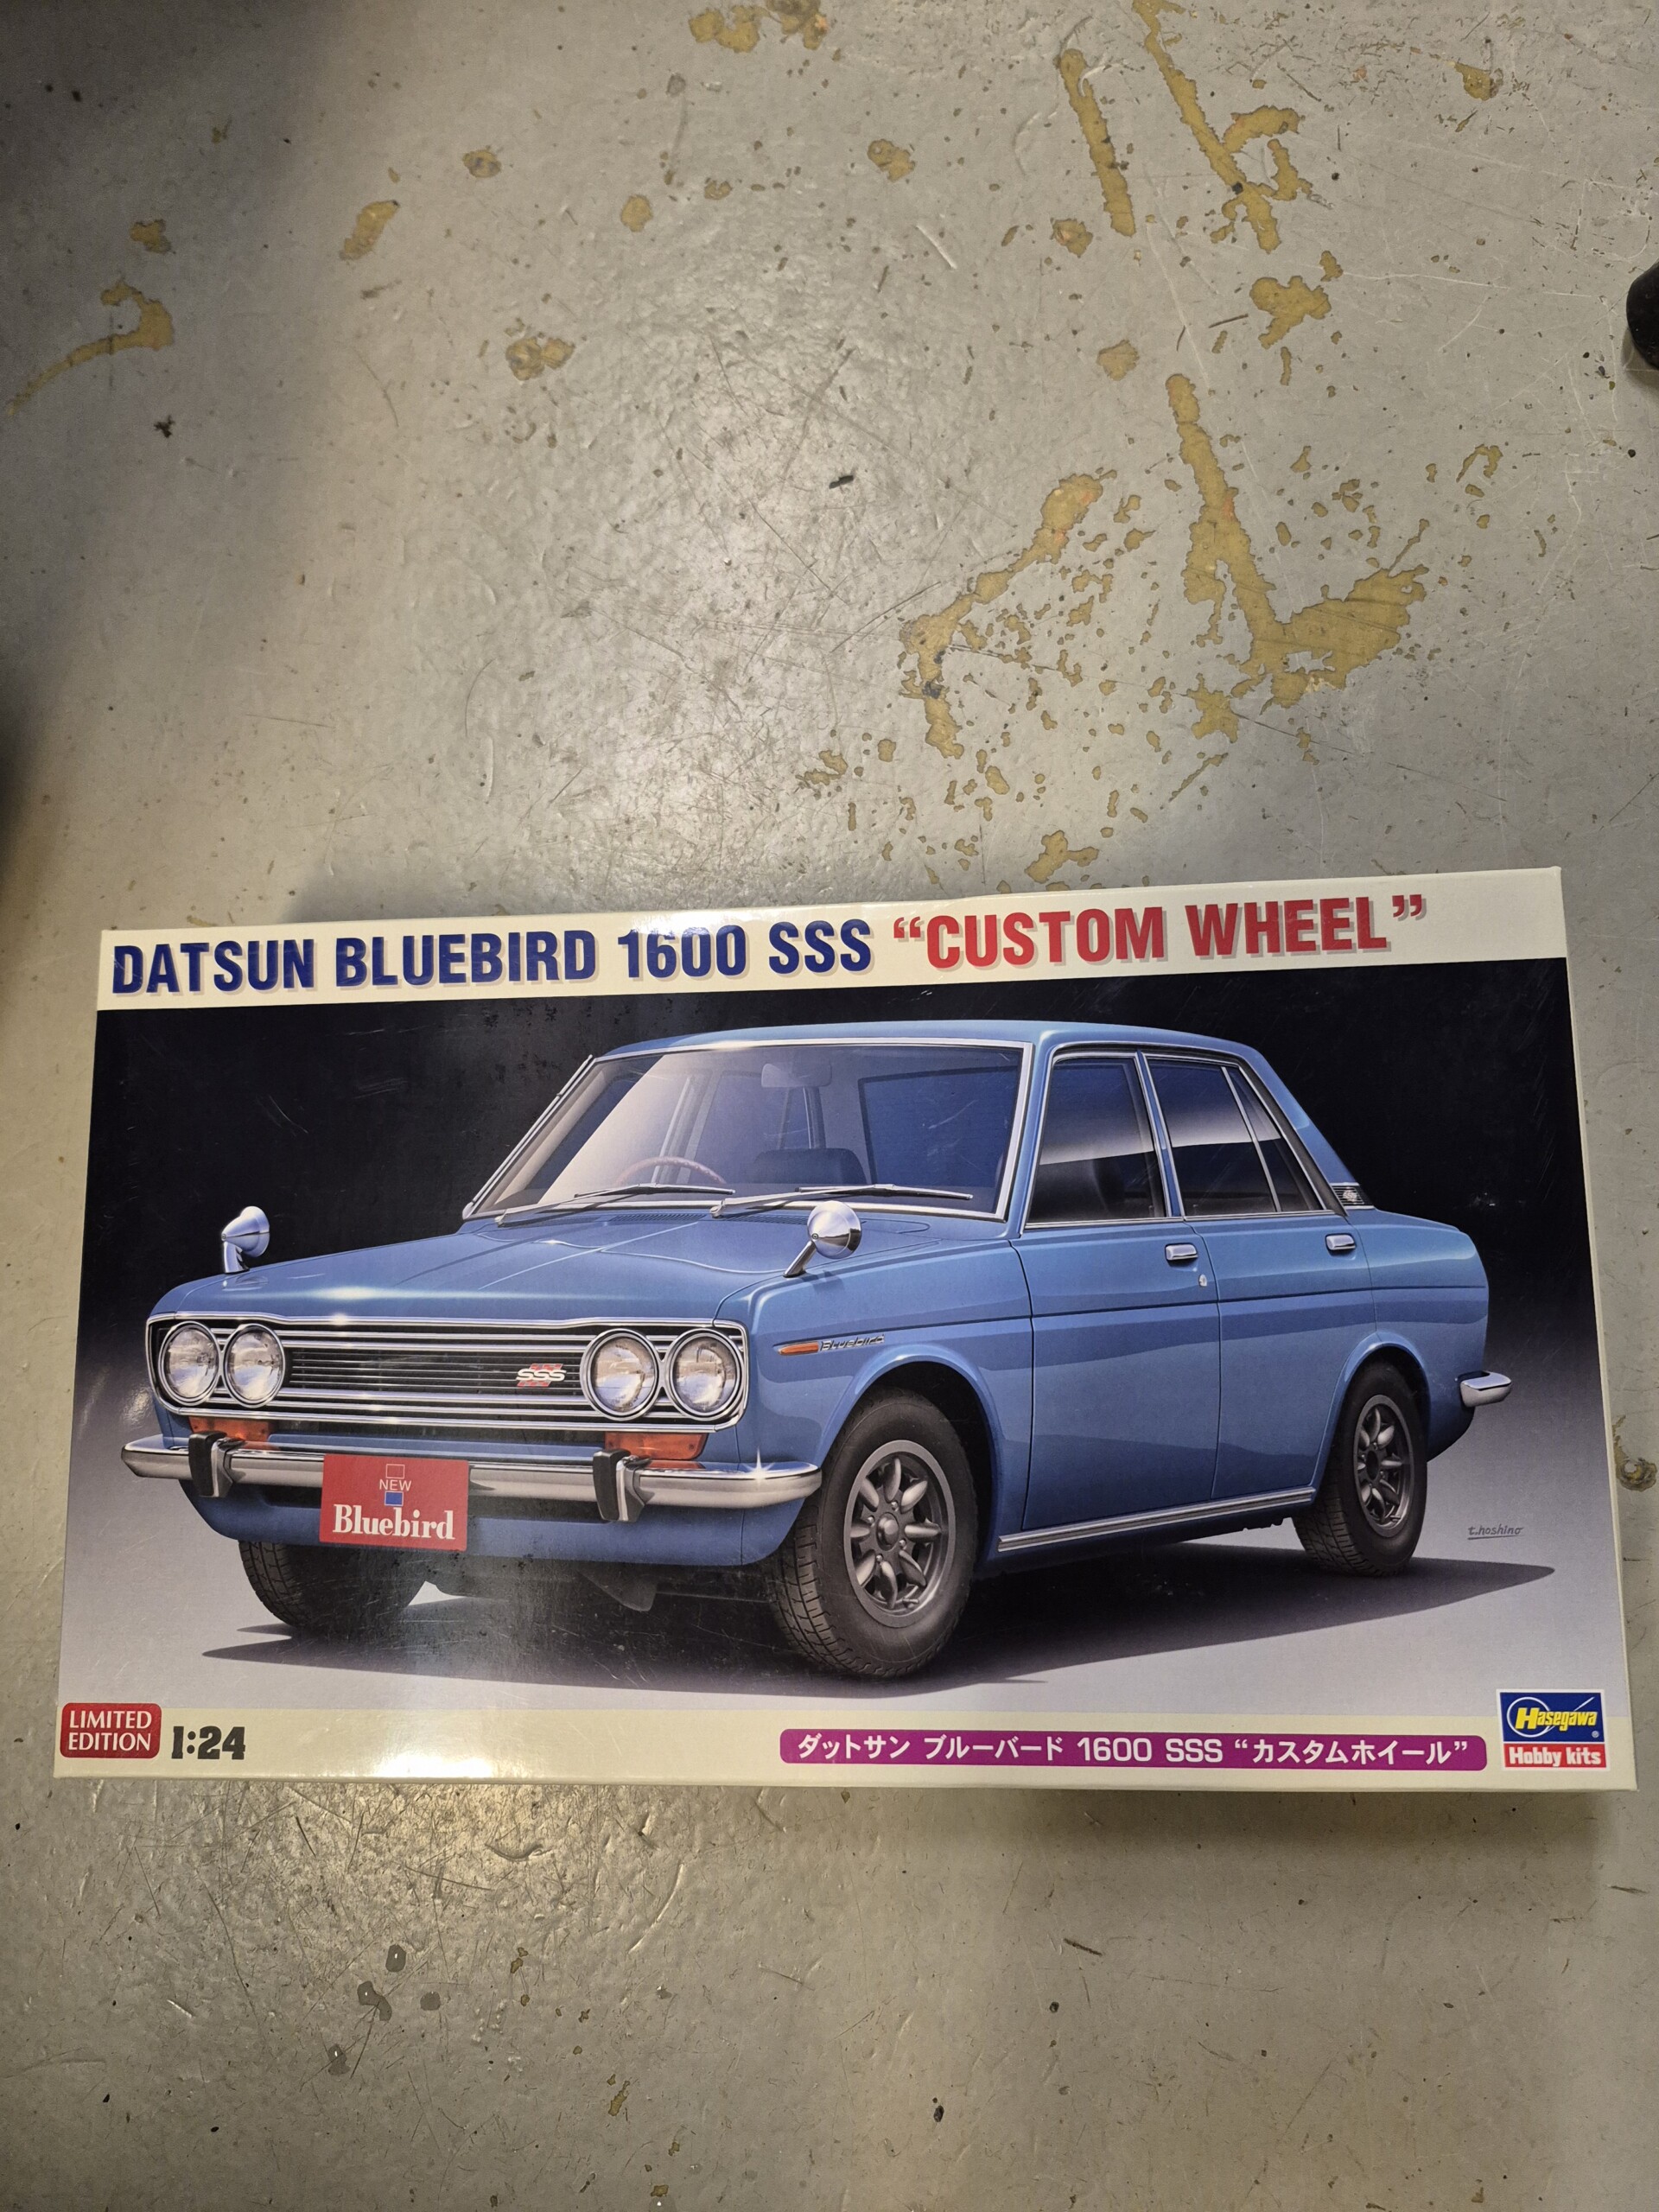 DATSUN BLUEBIRD 1600 SSS “CUSTOM WHEEL”
Bluebird
SSS
NEW
Bluebird
t.hoshino
LIMITED
EDITION
1:24
ダットサン ブルーバード 1600 SSS “カスタムホイール”
Hasegawa®
Hobby kits